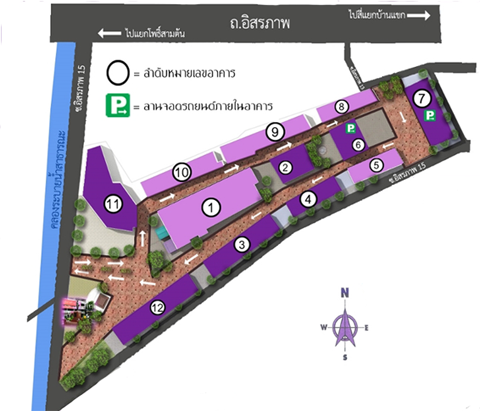 ถ.อิสรภาพ
ไปสี่แยกบ้านแขก
ไปแยกโพธิ์สามต้น
= ลำดับหมายเลขอาคาร
P = ลานจอดรถยนต์ภายในอาคาร
ซ.อิสรภาพ 15
คลองระบายน้ำสาธารณะ
7
P
8
9
P
6
10
2
5
ซ.อิสรภาพ 15
11
1
4
3
12
N
W E
S